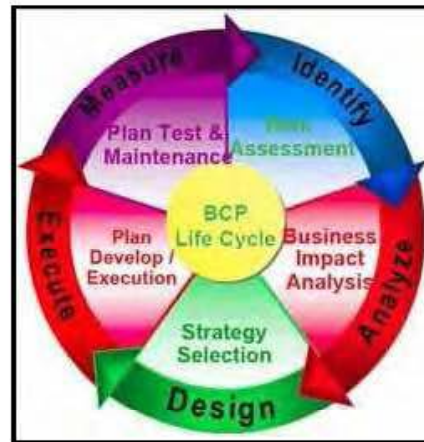 Measure
Identify
Plan Test &
Maintenance
Assessment
BCP
Life Cycle
Business
Impact
Analysis
Analyze
Strategy
Selection
Design
Plan
Develop /
Execution
Execute